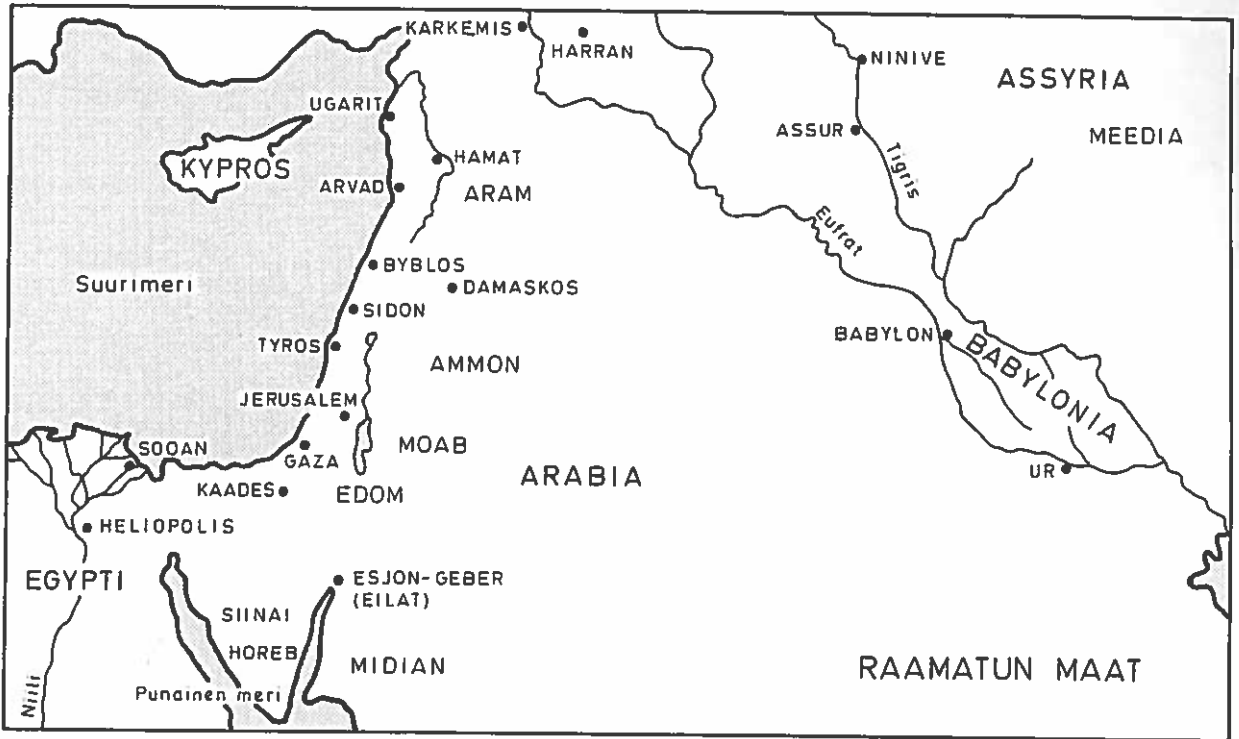 KARKEMIS
HARRAN
NINIVE
ASSYRIA
UGARIT
ASSUR
MEEDIA
KYPROS
HAMAT
Tigris
ARVAD
ARAM
Eufrat
BYBLOS
Suurimeri
DAMASKOS
SIDON
TYROS
AMMON
BABYLON
BABYLONIA
JERUSALEM
SOOAN
GAZA
MOAB
ARABIA
UR
KAADES
EDOM
HELIOPOLIS
EGYPTI
ESJON-GEBER
(EILAT)
SIINAI
HOREB
MIDIAN
RAAMATUN MAAT
Punainen meri
Niili